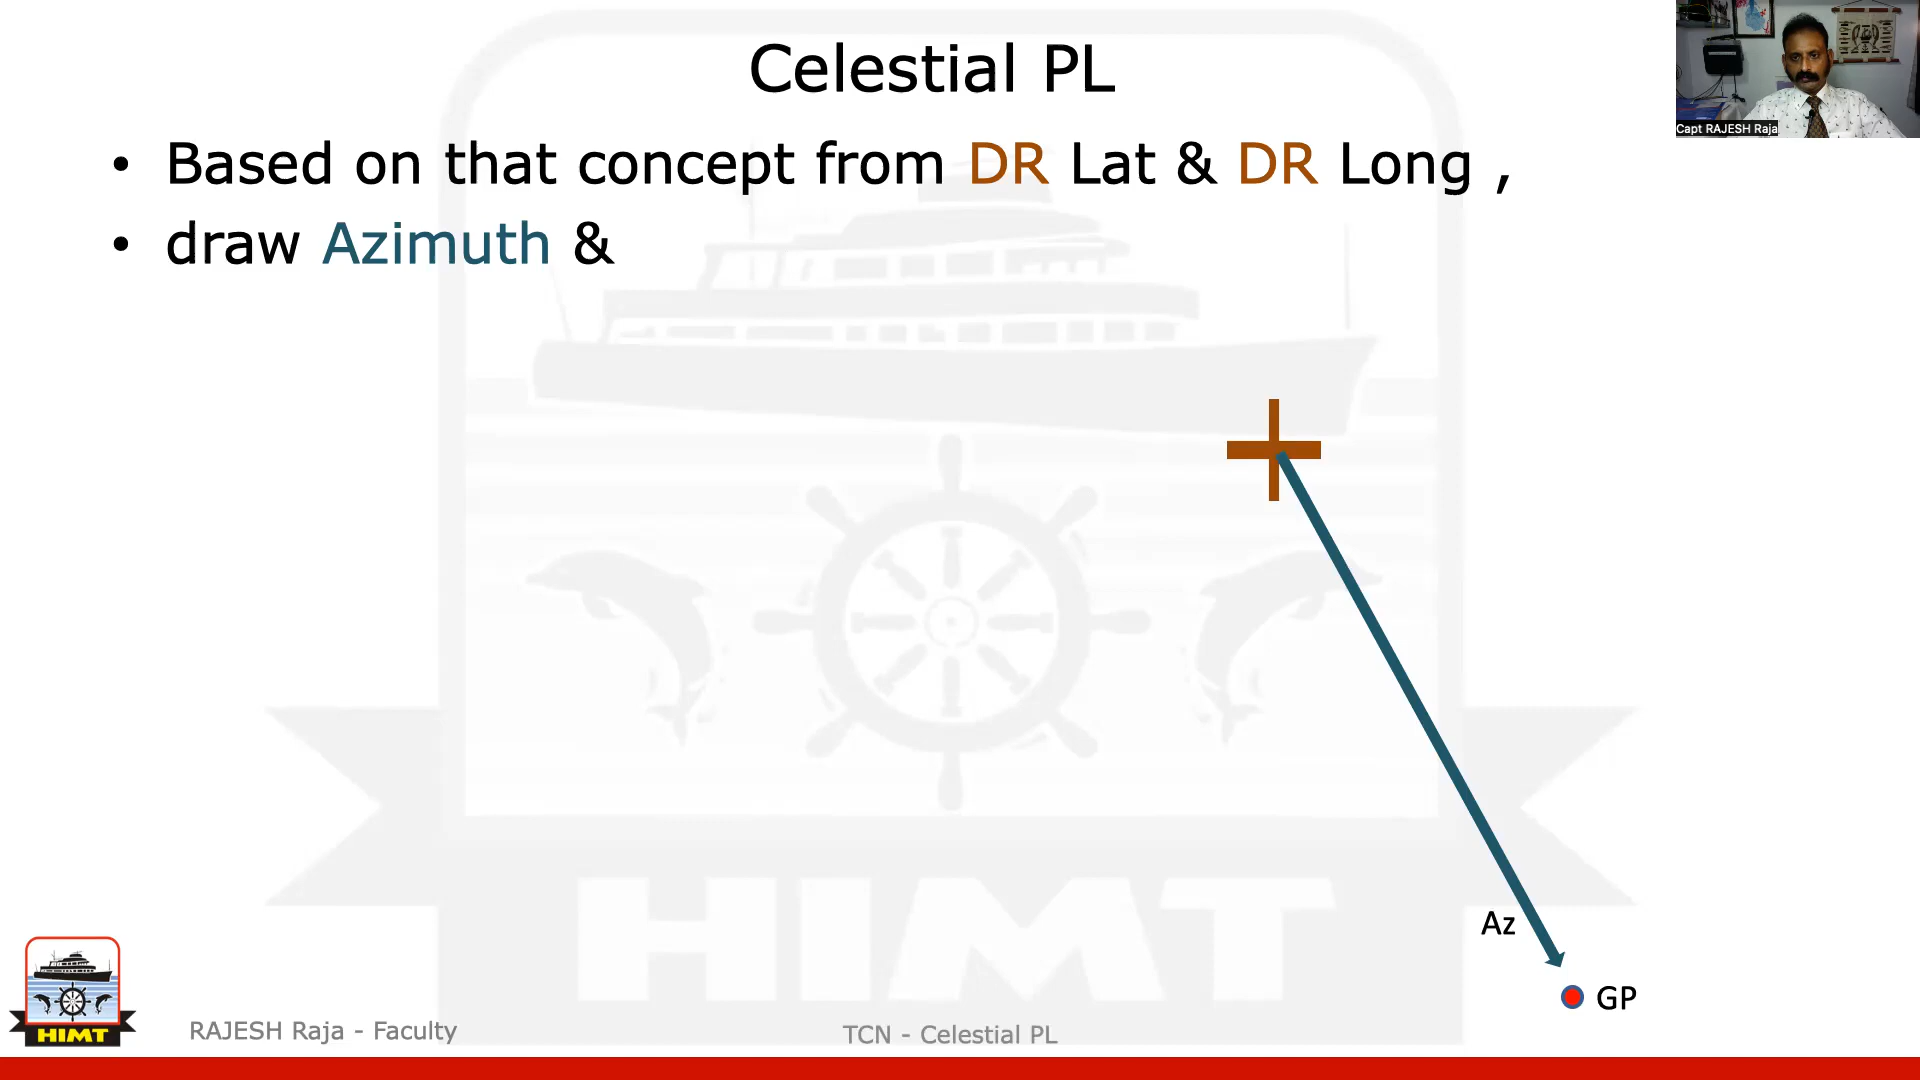 Celestial PL
Capt RAJESH Raja
• Based on that concept from DR Lat & DR Long ,
• draw Azimuth &
Az
GP
HIMT
HIMT
RAJESH Raja - Faculty
TCN - Celestial PL